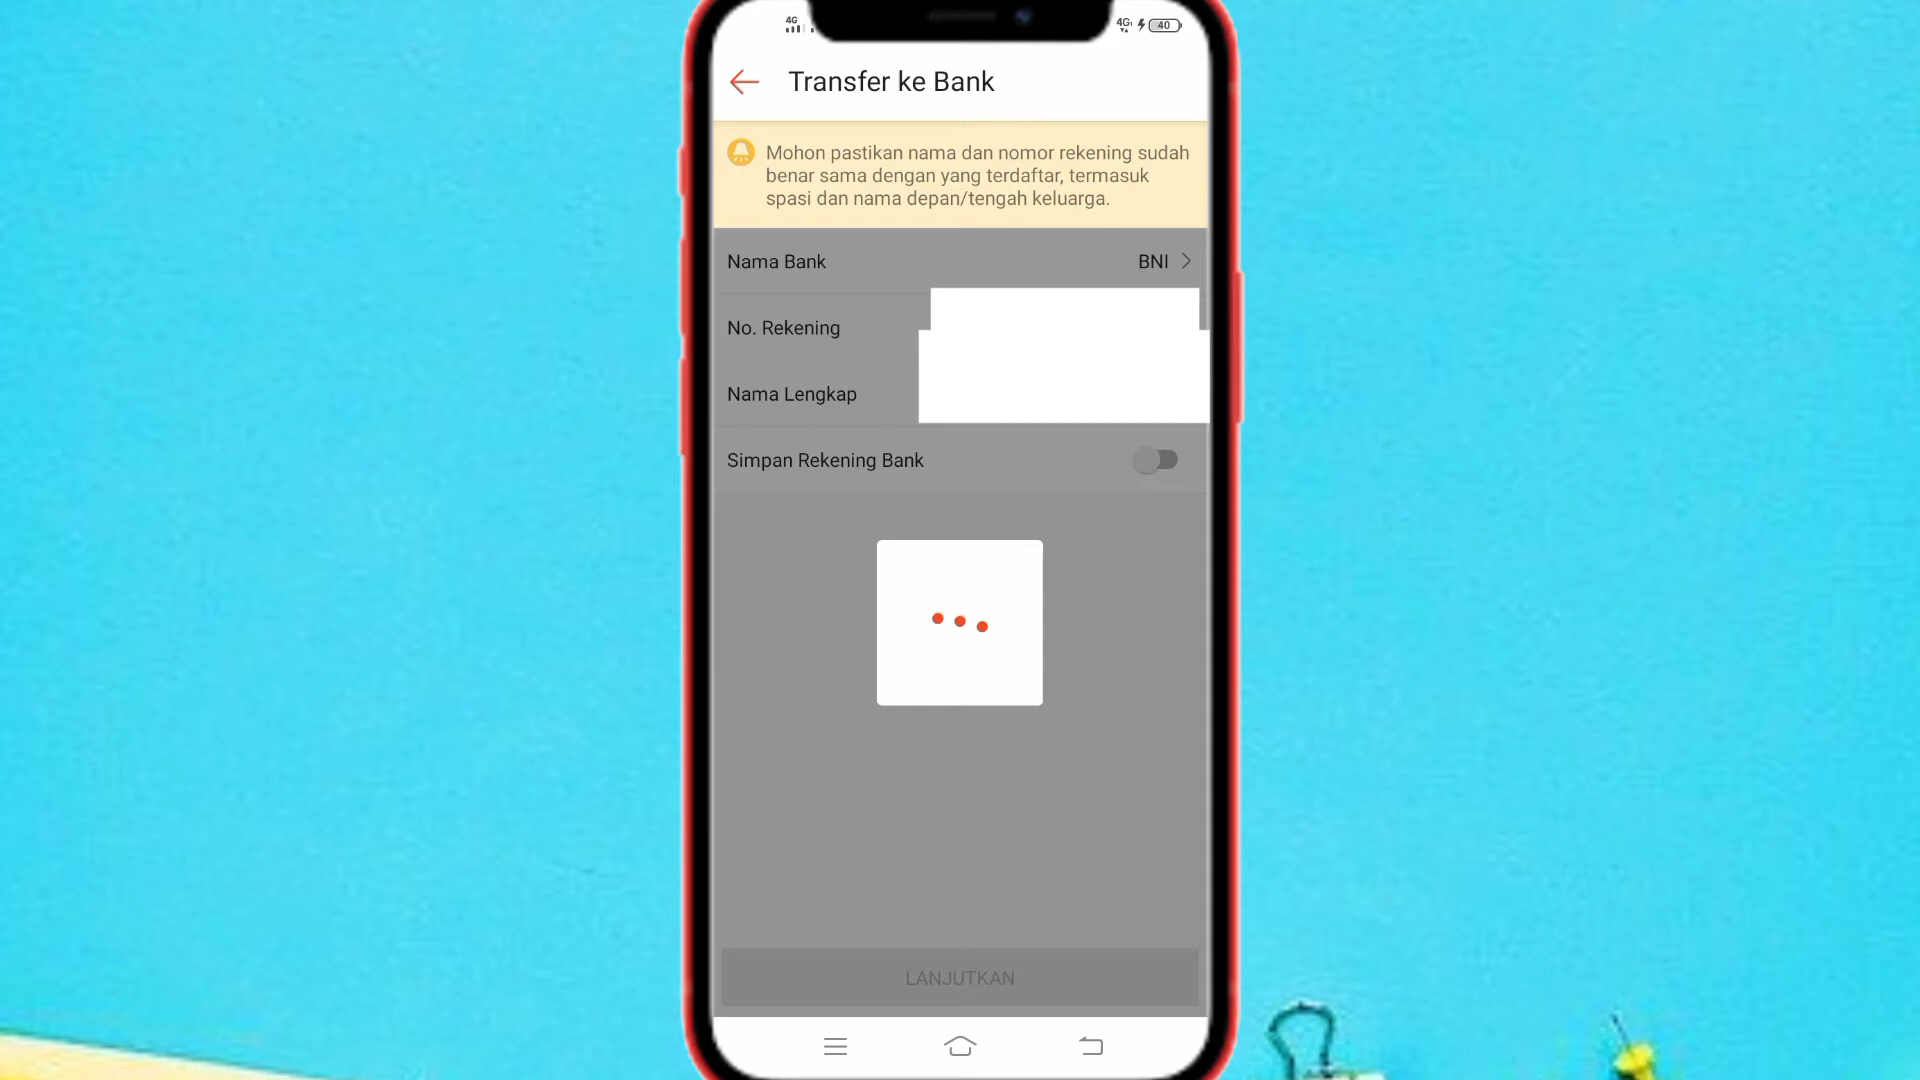 4G
4G
40
Transfer ke Bank
Mohon pastikan nama dan nomor rekening sudah
benar sama dengan yang terdaftar, termasuk
spasi dan nama depan/tengah keluarga.
Nama Bank
BNI
No. Rekening
Nama Lengkap
Simpan Rekening Bank
LANJUTKAN